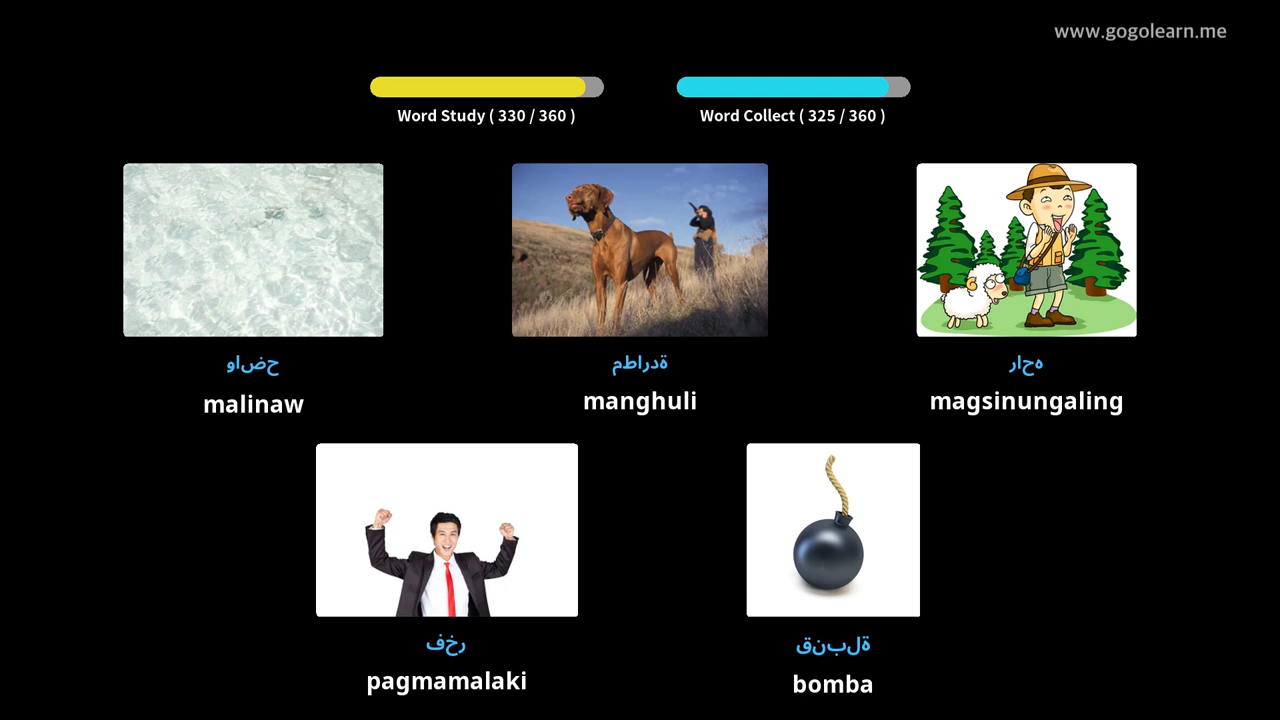 www.gogolearn.me
Word Study ( 330 / 360 )
Word Collect ( 325 / 360 )
حضاو
malinaw
ةدراطم
manghuli
هحار
magsinungaling
رخف
pagmamalaki
ةلبنق
bomba